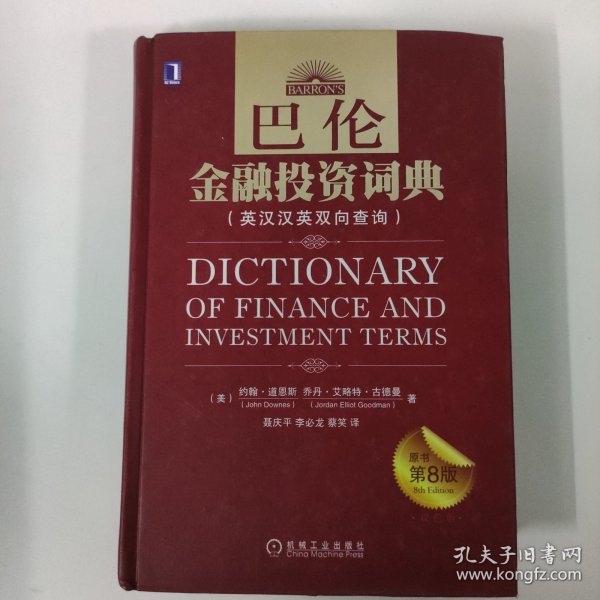 BARRON'S
巴伦
金融投资词典
（英汉汉英双向查询）
DICTIONARY
OF FINANCE AND
INVESTMENT TERMS
（美） 约翰·道恩斯 乔丹·艾略特·古德曼 著
（John Downes） （Jordan Elliot Goodman）
聂庆平 李必龙 蔡笑 译
原书
第8版
8th Edition
机械工业出版社
China Machine Press
孔夫子旧书网
www.kongfz.com